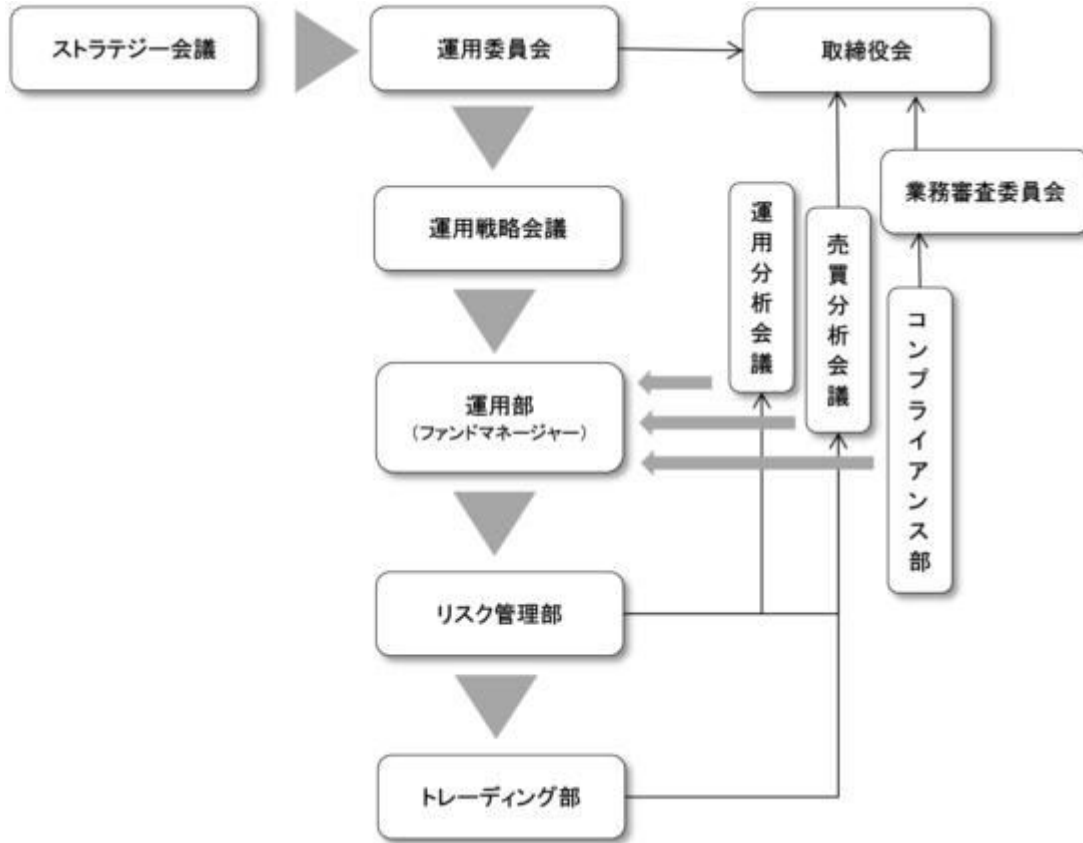 ストラテジー会議
運用委員会
取締役会
業務審査委員会
運用戦略会議
運用分析会議
売買分析会議
コンプライアンス部
運用部
(ファンドマネージャー)
リスク管理部
トレーディング部